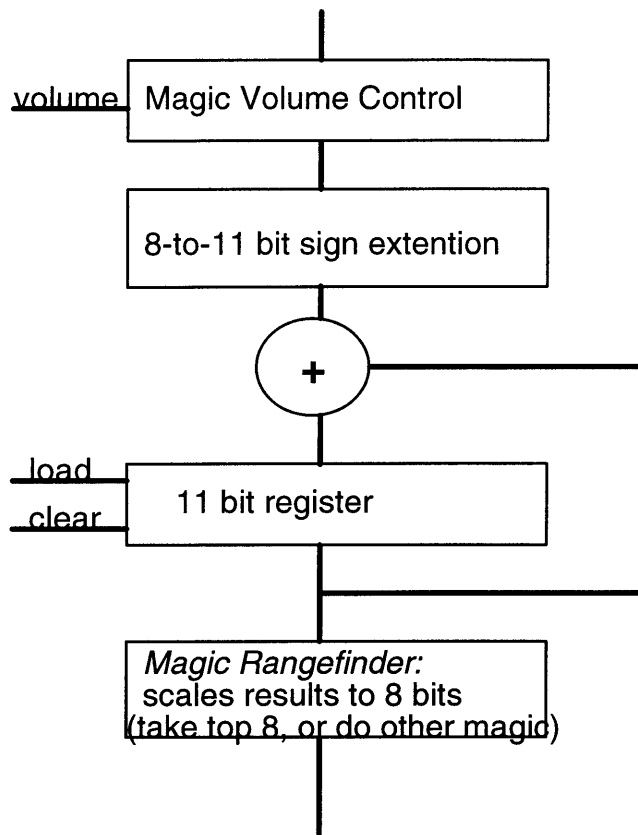 volume
Magic Volume Control
8-to-11 bit sign extention
+
load
11 bit register
clear
Magic Rangefinder:
scales results to 8 bits
(take top 8, or do other magic)